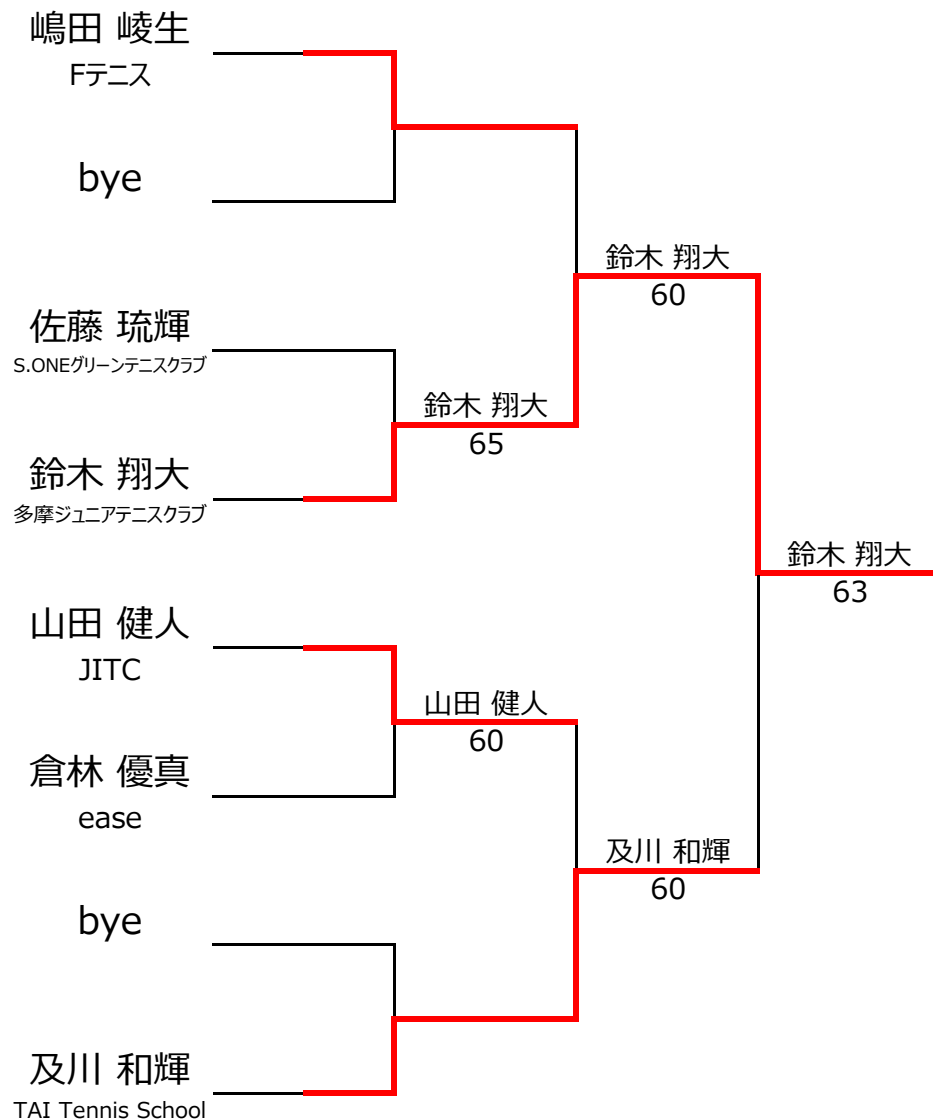 嶋田 崚生
Fテニス
bye
鈴木 翔大
60
佐藤 琉輝
S.ONEグリーンテニスクラブ
鈴木 翔大
65
鈴木 翔大
多摩ジュニアテニスクラブ
鈴木 翔大
63
山田 健人
JITC
山田 健人
60
倉林 優真
ease
及川 和輝
60
bye
及川 和輝
TAI Tennis School